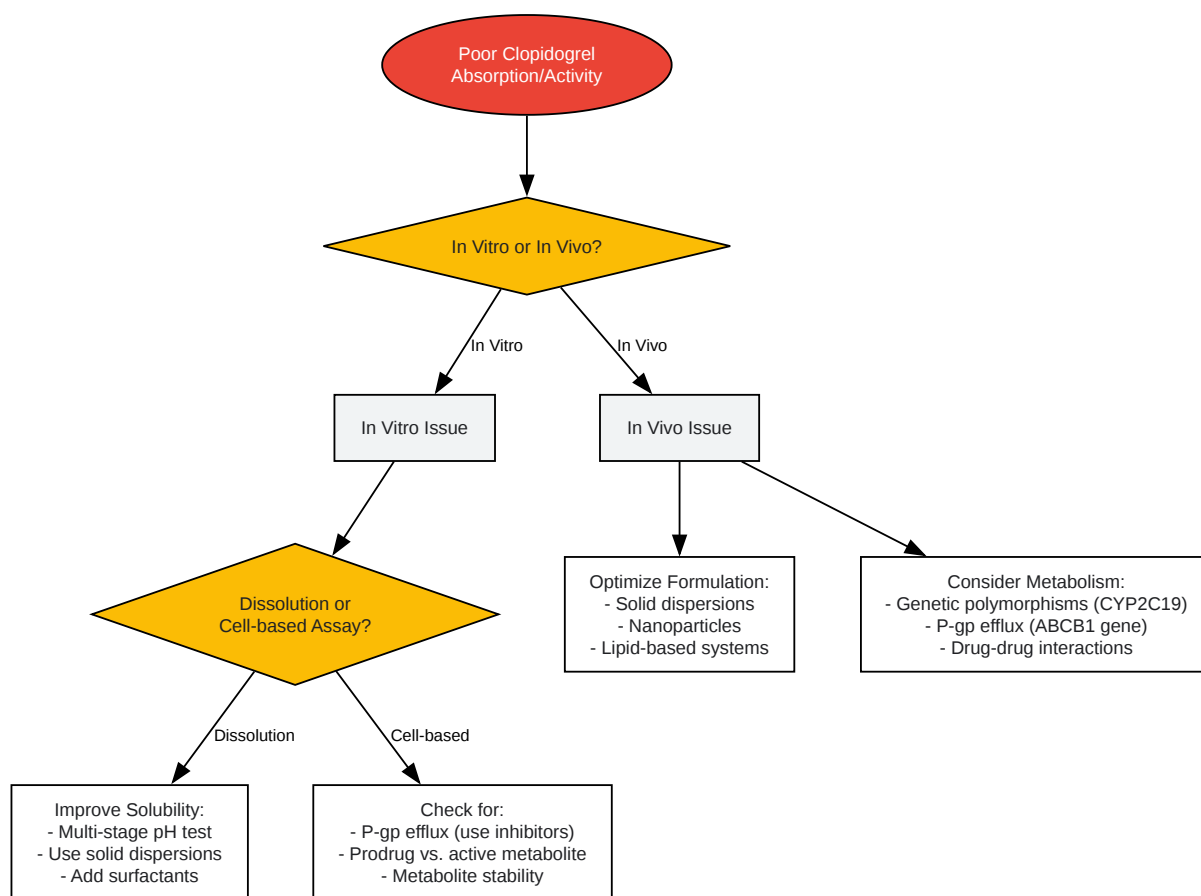 Poor Clopidogrel
Absorption/Activity
In Vitro or In Vivo?
In Vitro
In Vivo
In Vitro Issue
In Vivo Issue
Dissolution or
Cell-based Assay?
Optimize Formulation:
- Solid dispersions
- Nanoparticles
- Lipid-based systems
Consider Metabolism:
- Genetic polymorphisms (CYP2C19)
- P-gp efflux (ABCB1 gene)
- Drug-drug interactions
Dissolution
Cell-based
Improve Solubility:
- Multi-stage pH test
- Use solid dispersions
- Add surfactants
Check for:
- P-gp efflux (use inhibitors)
- Prodrug vs. active metabolite
- Metabolite stability